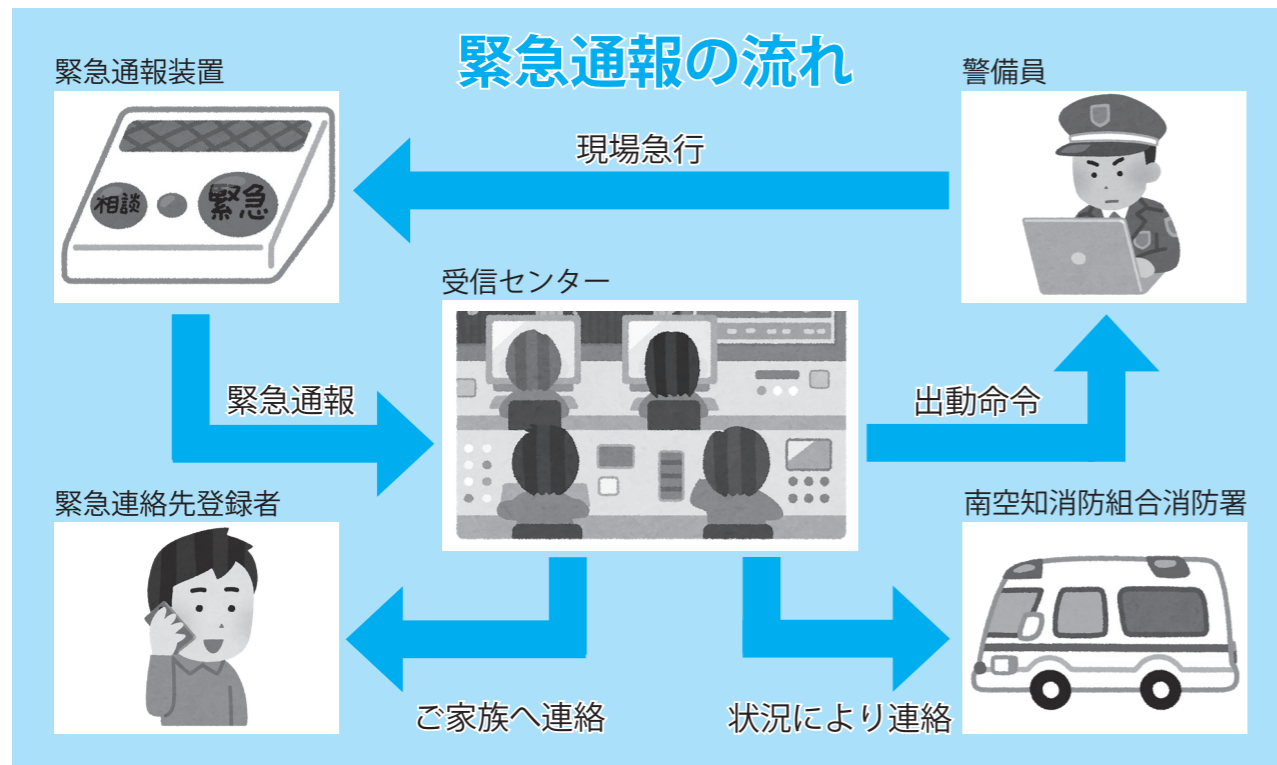 緊急通報の流れ
緊急通報装置
警備員
現場急行
相談
緊急
受信センター
緊急通報
出動命令
緊急連絡先登録者
南空知消防組合消防署
ご家族へ連絡
状況により連絡